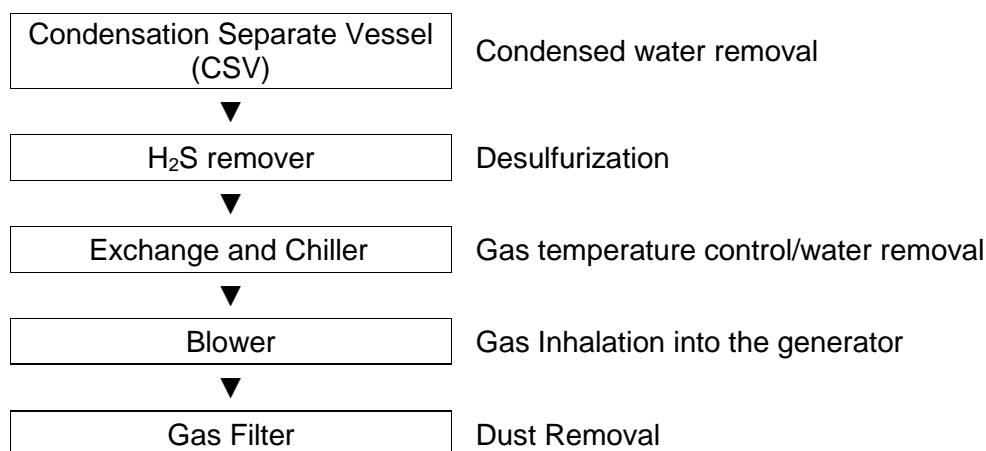 Condensation Separate Vessel
(CSV)
Condensed water removal
▼
H₂S remover
Desulfurization
▼
Exchange and Chiller
Gas temperature control/water removal
▼
Blower
Gas Inhalation into the generator
▼
Gas Filter
Dust Removal